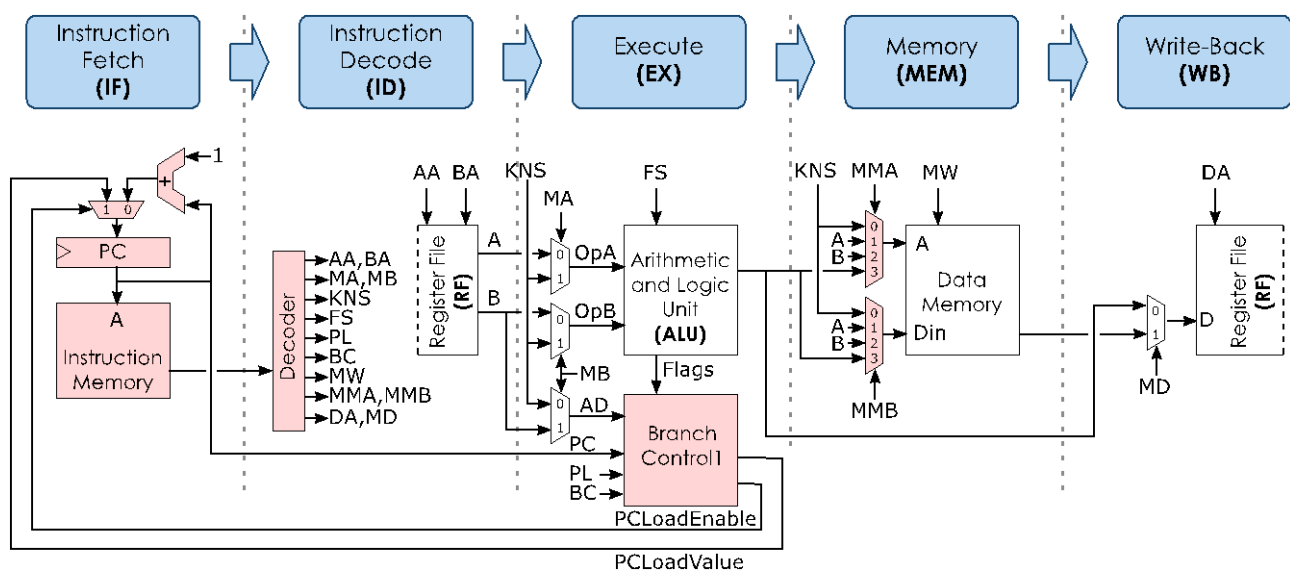 Instruction
Fetch
(IF)
Instruction
Decode
(ID)
Execute
(EX)
Memory
(MEM)
Write-Back
(WB)
1
+
1 0
PC
A
Instruction
Memory
Decoder
AA,BA
MA,MB
KNS
FS
PL
BC
MW
MMA,MMB
DA,MD
AA BA
Register File
(RF)
A
B
KNS
MA
0
1
OpA
0
1
OpB
MB
0
1
AD
PC
PL
BC
FS
Arithmetic
and Logic
Unit
(ALU)
Flags
Branch
Control1
PCLoadEnable
PCLoadValue
KNS MMA MW
A
B
0
1
2
3
A
B
0
1
2
3
MMB
A
Data
Memory
Din
0
1
MD
DA
D
Register File
(RF)